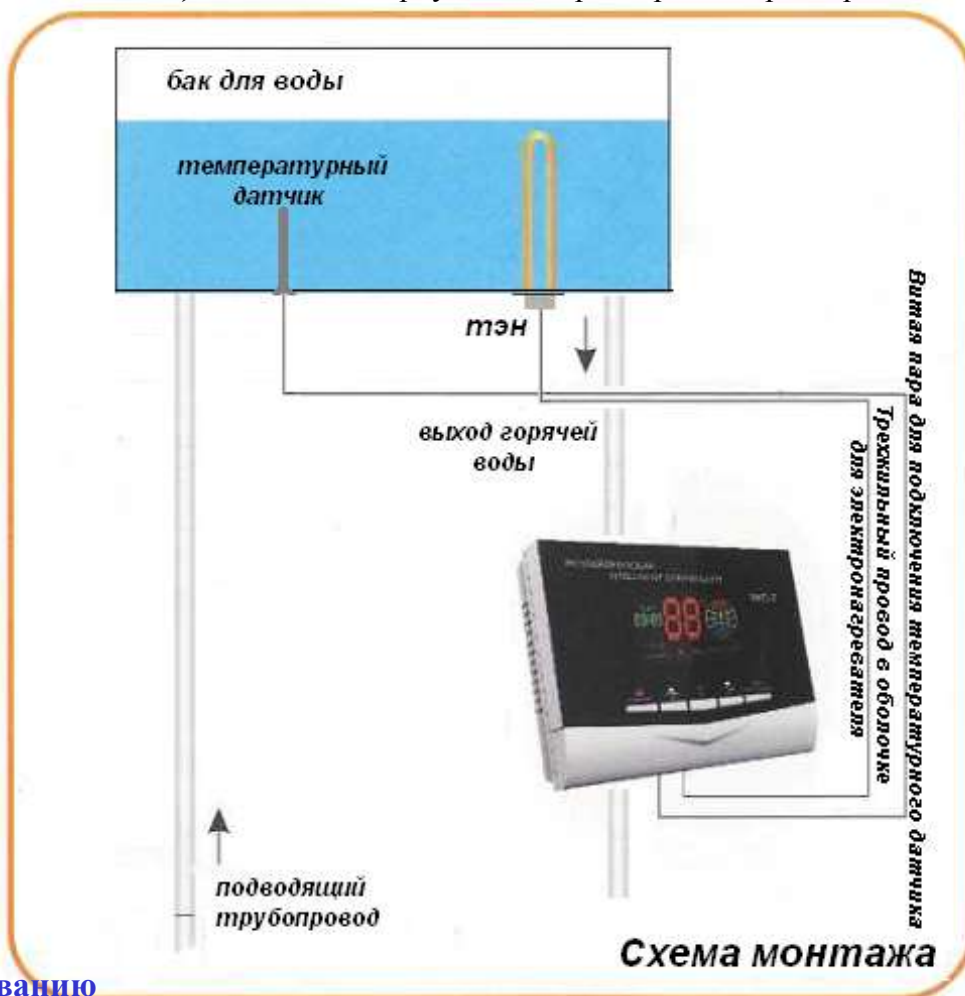 бак для воды
температурный
датчик
тэн
выход горячей
воды
Витая пара для подключения температурного датчика
Трехжильный провод в оболочке
для электронагревателя
88
подводящий
трубопровод
Схема монтажа
ванию